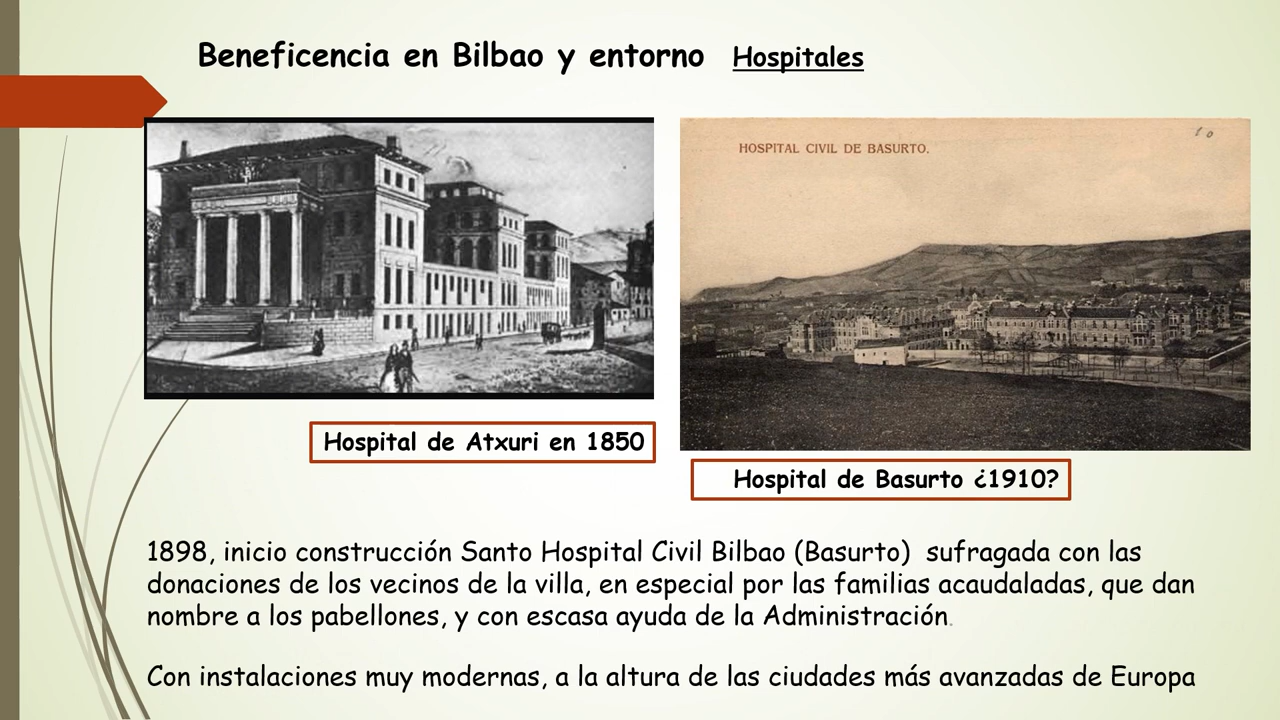 Beneficencia en Bilbao y entorno Hospitales
HOSPITAL CIVIL DE BASURTO.
Hospital de Atxuri en 1850
Hospital de Basurto ¿1910?
1898, inicio construcción Santo Hospital Civil Bilbao (Basurto) sufragada con las
donaciones de los vecinos de la villa, en especial por las familias acaudaladas, que dan
nombre a los pabellones, y con escasa ayuda de la Administración.
Con instalaciones muy modernas, a la altura de las ciudades más avanzadas de Europa